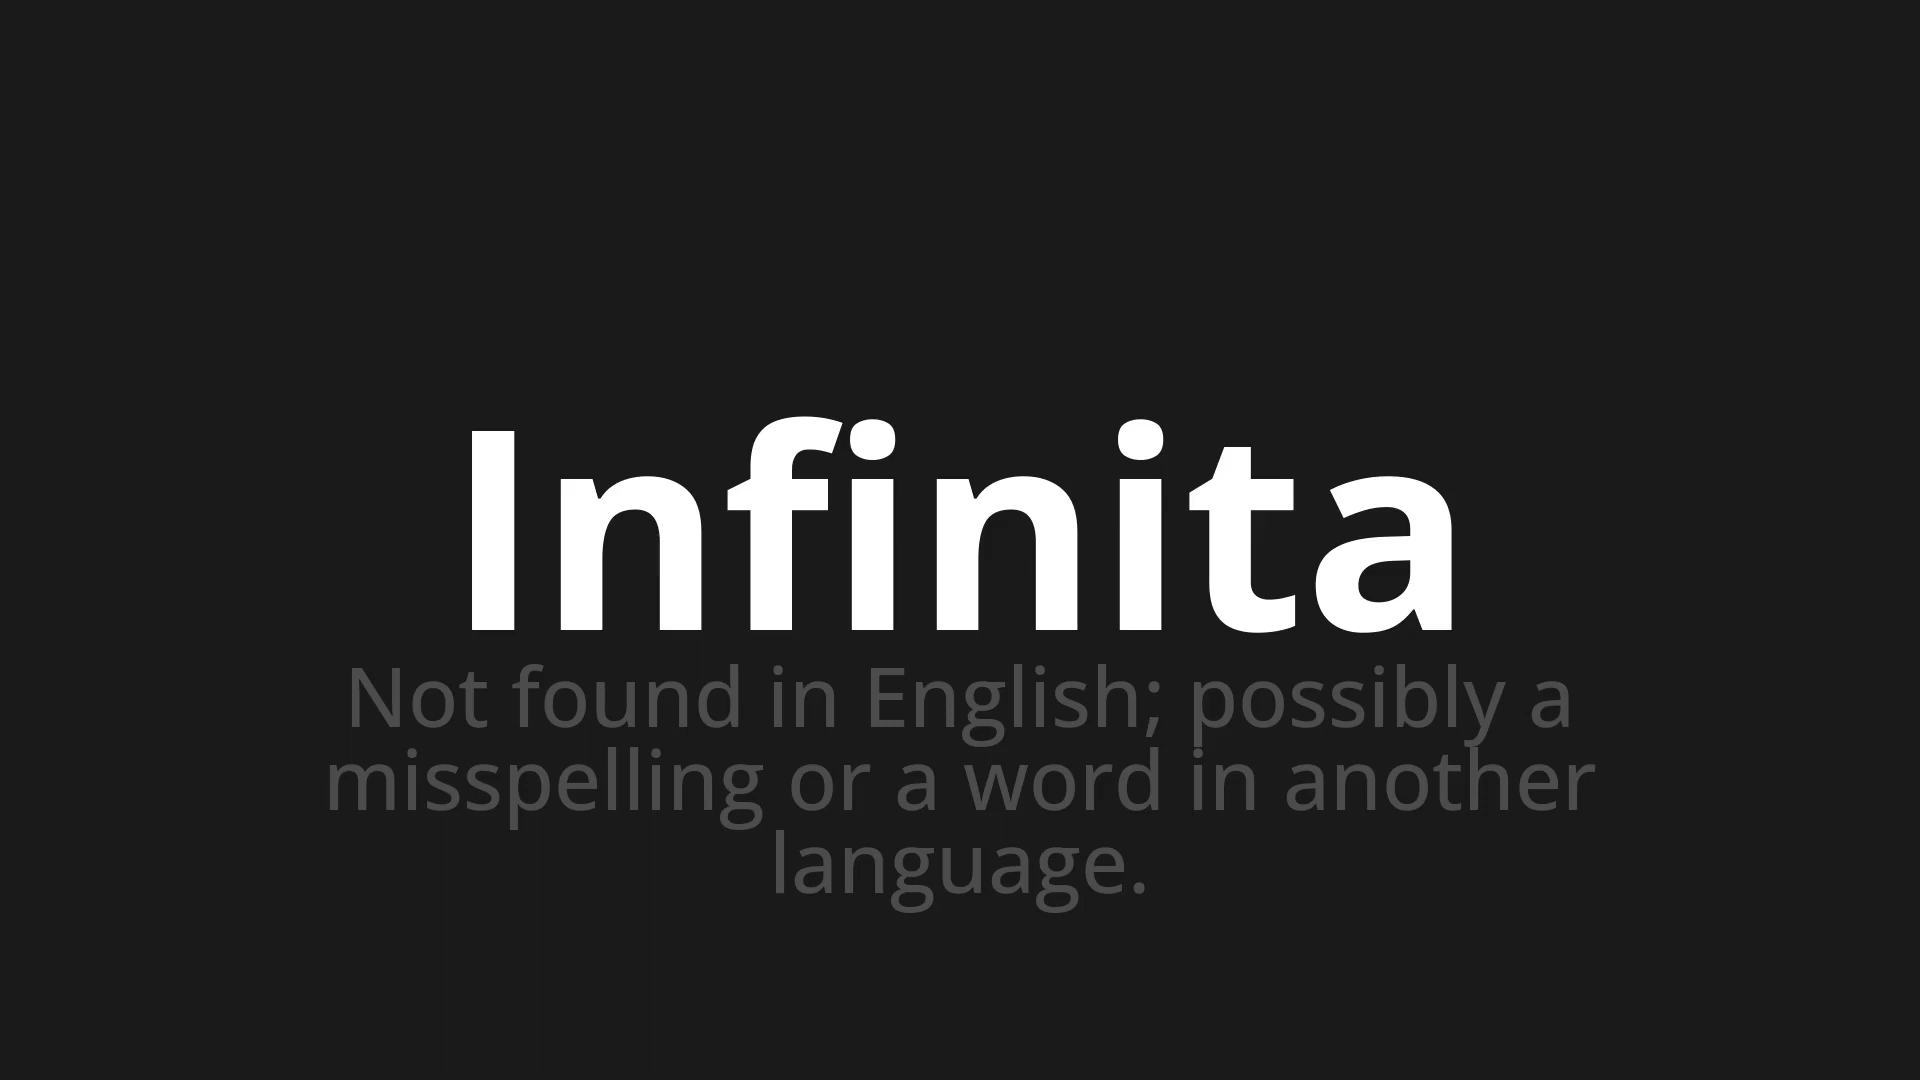 Infinita
Not found in English; possibly a
misspelling or a word in another
language.